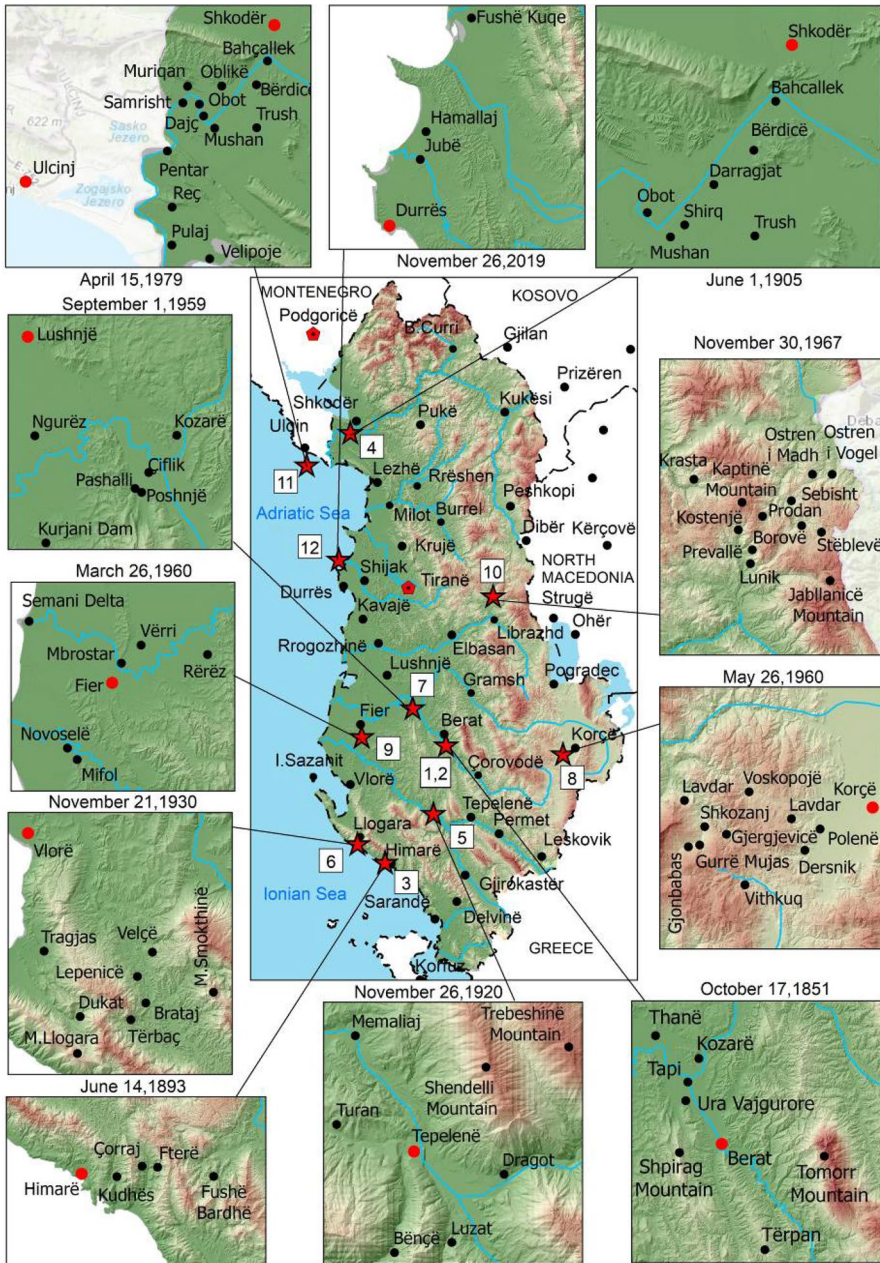 Shkodër
Bahçallek
Muriqan
Oblikë
Bërdicë
Samrisht
Obot
Trush
Dajç
Mushan
622 m
Sasko
Jezero
Ulcinj
Zogajsko
Jezero
Pentar
Reç
Pulaj
Velipoje
April 15,1979
Fushë Kuqe
Hamallaj
Jubë
Durrës
November 26,2019
Shkodër
Bahcallek
Bërdicë
Darragjat
Obot
Shirq
Trush
Mushan
June 1,1905
September 1,1959
Lushnjë
Ngurëz
Kozarë
Çiflik
Pashalli
Poshnjë
Kurjani Dam
March 26,1960
Semani Delta
Vërri
Mbrostar
Rërëz
Fier
Novoselë
Mifol
November 21,1930
Vlorë
Tragjas
Velçë
M.Smokthinë
Lepenicë
Dukat
Brataj
M.Llogara
Tërbaç
June 14,1893
Çorraj
Fterë
Himarë
Kudhës
Fushë
Bardhë
MONTENEGRO
KOSOVO
Podgoricë
B.Curri
Gjilan
Prizëren
Shkodër
Pukë
Kukësi
Ulqin
4
11
Lezhë
Rrëshen
Peshkopi
Adriatic Sea
Milot
Burrel
Dibër
Kërçovë
12
Krujë
Shijak
Tiranë
10
NORTH
MACEDONIA
Durrës
Strugë
Kavajë
Librazhd
Ohër
Rrogozhinë
Elbasan
Lushnjë
Gramsh
Pogradec
7
Fier
Berat
Korçë
9
1,2
8
I.Sazanit
Çorovodë
Vlorë
Tepelenë
Permet
Llogara
5
Leskovik
6
Himarë
3
Gjirokastër
Ionian Sea
Sarandë
Delvinë
GREECE
Korfuz
November 30,1967
Ostren
i Madh
Ostren
i Vogel
Krasta
Kaptinë
Mountain
Sebisht
Prodan
Kostenjë
Borovë
Stëblevë
Prevallë
Lunik
Jabllanicë
Mountain
May 26,1960
Voskopojë
Korçë
Lavdar
Lavdar
Shkozanj
Gjergjevicë
Polenë
Gjonbabas
Gurrë Mujas
Dersnik
Vithkuq
November 26,1920
Memaliaj
Trebeshinë
Mountain
Shendelli
Mountain
Turan
Tepelenë
Dragot
Luzat
Bënçë
October 17,1851
Thanë
Kozarë
Tapi
Ura Vajgurore
Berat
Shpirag
Mountain
Tomorr
Mountain
Tërpan